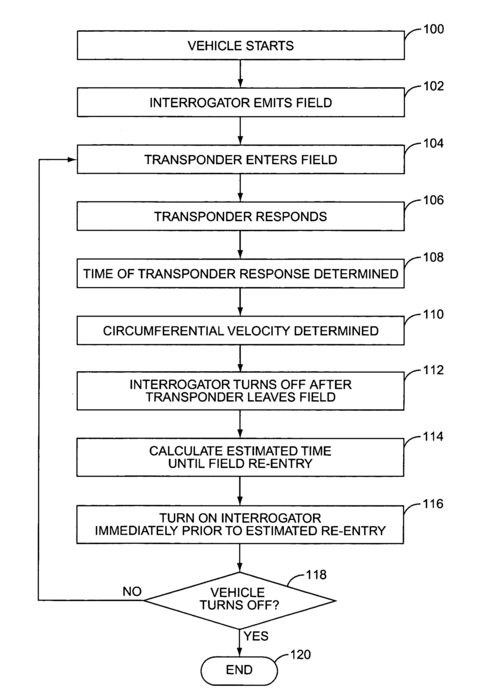 100
VEHICLE STARTS
102
INTERROGATOR EMITS FIELD
104
TRANSPONDER ENTERS FIELD
106
TRANSPONDER RESPONDS
108
TIME OF TRANSPONDER RESPONSE DETERMINED
110
CIRCUMFERENTIAL VELOCITY DETERMINED
112
INTERROGATOR TURNS OFF AFTER
TRANSPONDER LEAVES FIELD
114
CALCULATE ESTIMATED TIME
UNTIL FIELD RE-ENTRY
116
TURN ON INTERROGATOR
IMMEDIATELY PRIOR TO ESTIMATED RE-ENTRY
118
NO
VEHICLE
TURNS OFF?
YES
120
END